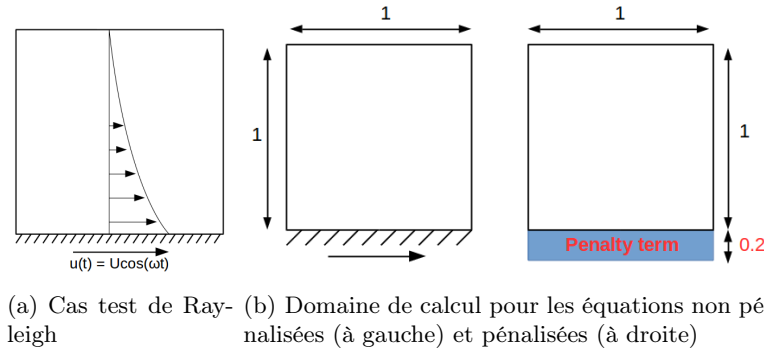 1
1
1
1
Penalty term
0.2
u(t) = Ucos(ωt)
(a) Cas test de Ray-
leigh
(b) Domaine de calcul pour les équations non pé
nalisées (à gauche) et pénalisées (à droite)